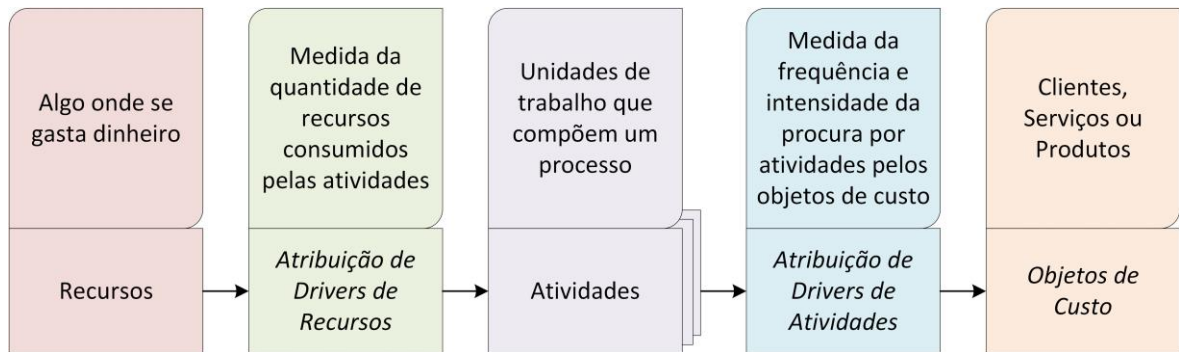 Algo onde se
gasta dinheiro
Medida da
quantidade de
recursos
consumidos
pelas atividades
Unidades de
trabalho que
compõem um
processo
Medida da
frequência e
intensidade da
procura por
atividades pelos
objetos de custo
Clientes,
Serviços ou
Produtos
Recursos
Atribuição de
Drivers de
Recursos
Atividades
Atribuição de
Drivers de
Atividades
Objetos de
Custo